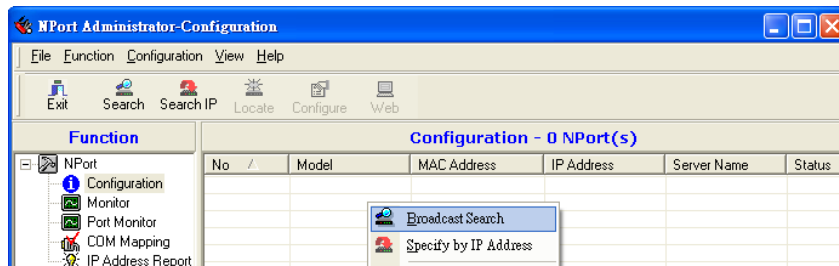 NPort Administrator-Configuration
File Function Configuration View Help
Exit Search Search IP Locate Configure Web
Function Configuration - 0 NPort(s)
NPort No Model MAC Address IP Address Server Name Status
Configuration
Monitor Broadcast Search
Port Monitor
COM Mapping Specify by IP Address
IP Address Report